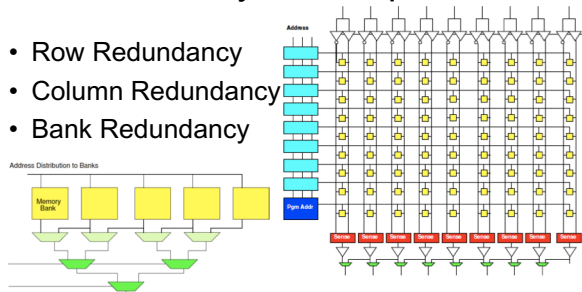 • Row Redundancy
• Column Redundancy
• Bank Redundancy
Address Distribution to Banks
Memory
Bank
Address
Pgm Addr
Sense Sense Sense Sense Sense Sense Sense Sense Sense